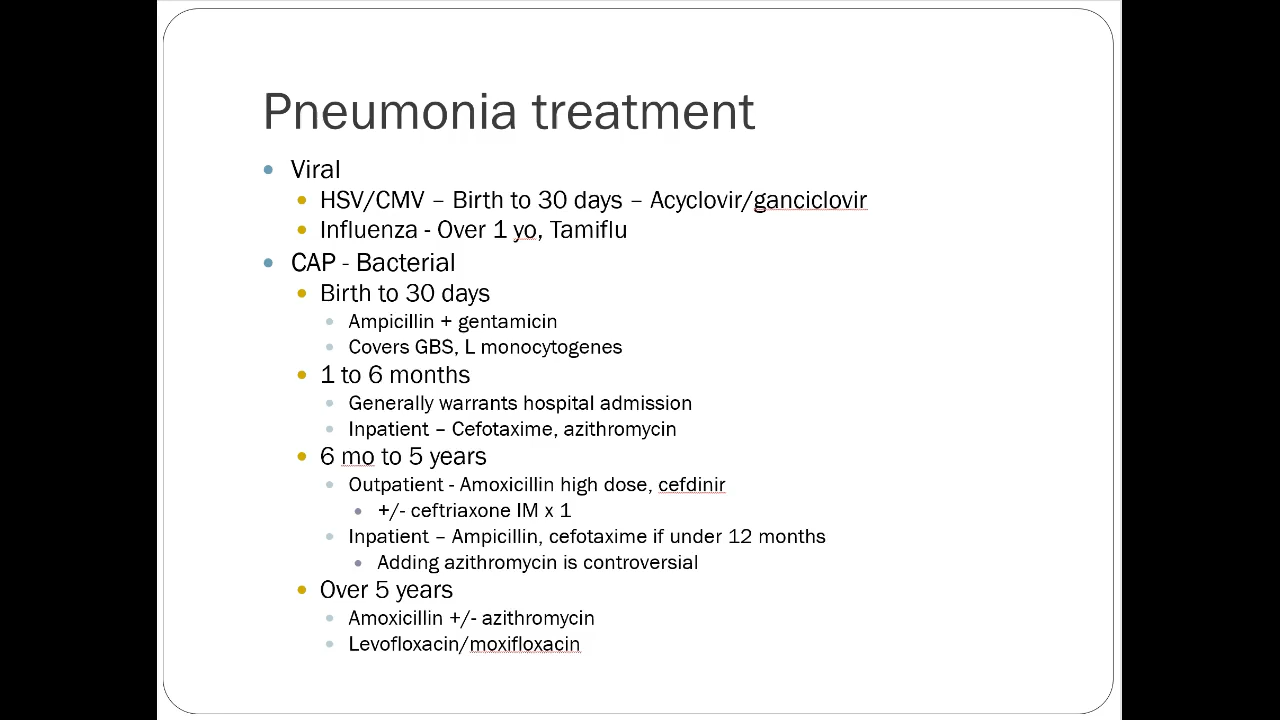 Pneumonia treatment
Viral
HSV/CMV – Birth to 30 days – Acyclovir/ganciclovir
Influenza - Over 1 yo, Tamiflu
CAP - Bacterial
Birth to 30 days
Ampicillin + gentamicin
Covers GBS, L monocytogenes
1 to 6 months
Generally warrants hospital admission
Inpatient – Cefotaxime, azithromycin
6 mo to 5 years
Outpatient - Amoxicillin high dose, cefdinir
+/- ceftriaxone IM x 1
Inpatient – Ampicillin, cefotaxime if under 12 months
Adding azithromycin is controversial
Over 5 years
Amoxicillin +/- azithromycin
Levofloxacin/moxifloxacin